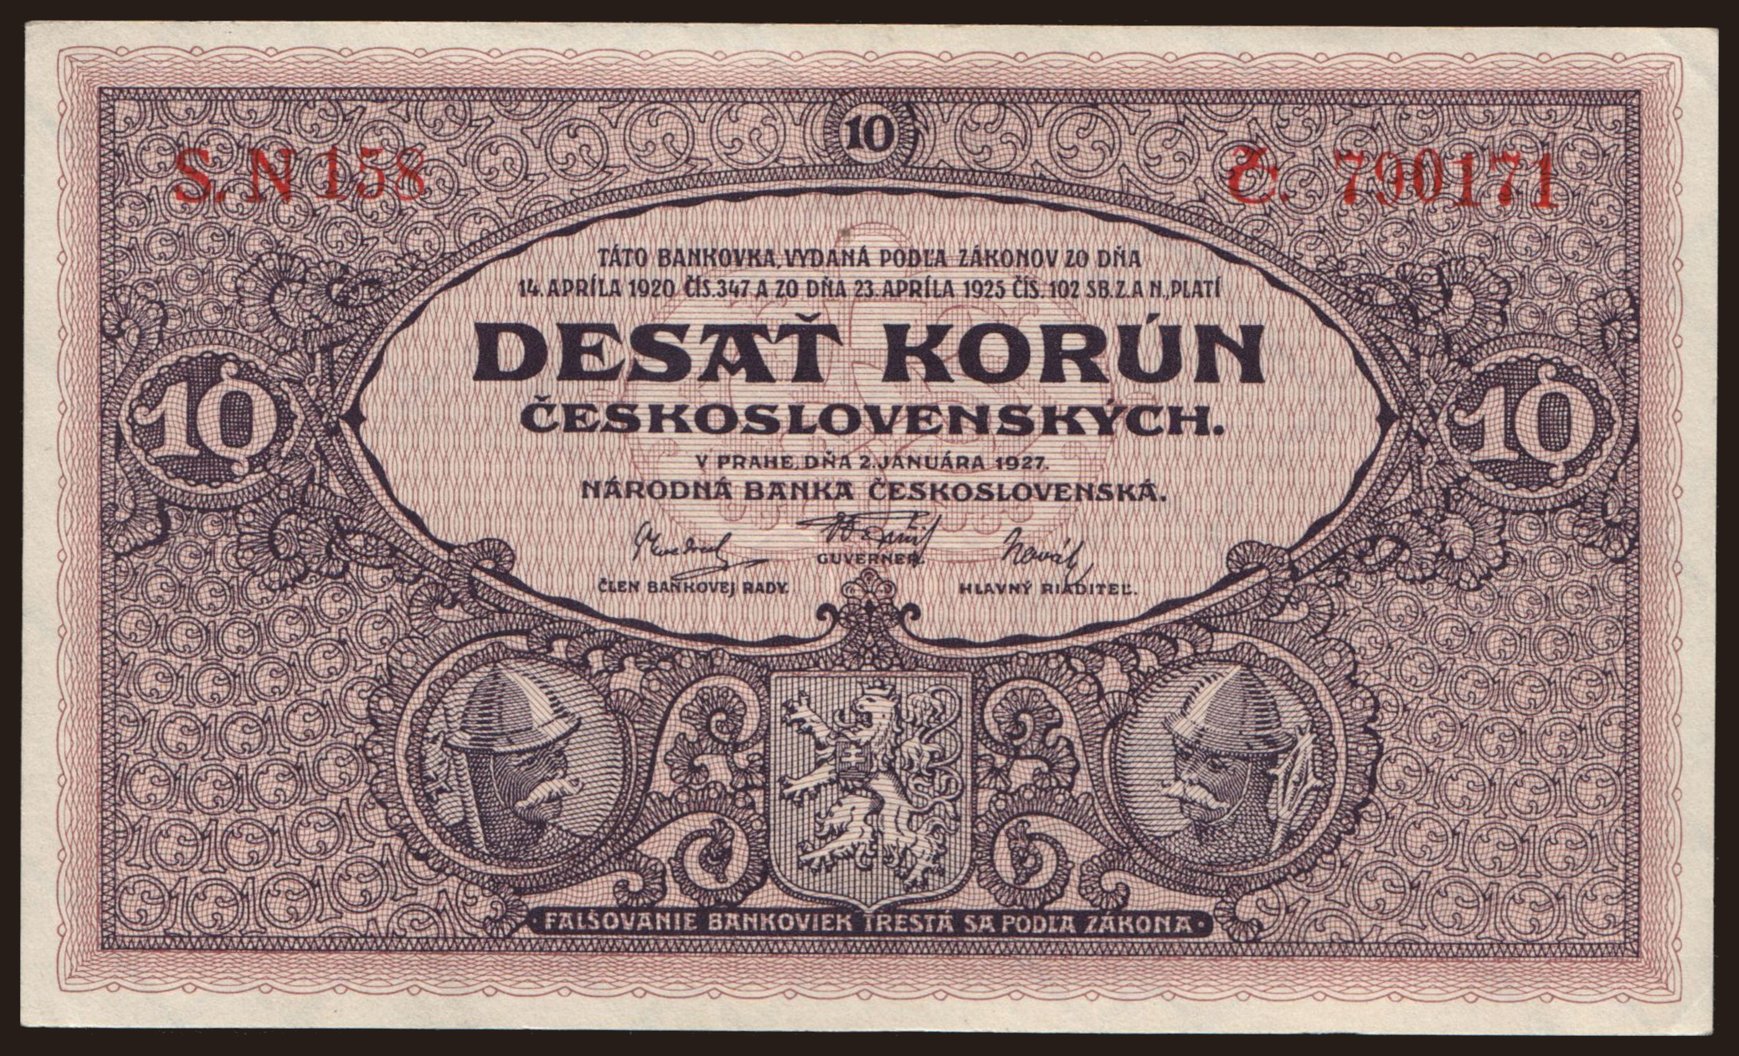 10
S. N 158
Č. 790171
TÁTO BANKOVKA, VYDANÁ PODĽA ZÁKONOV ZO DŇA
14. APRÍLA 1920 ČÍS. 347 A ZO DŇA 23. APRÍLA 1925 ČÍS. 102 SB. Z. A N., PLATÍ
DESAŤ KORÚN
ČESKOSLOVENSKÝCH.
10
10
V PRAHE, DŇA 2. JANUÁRA 1927.
NÁRODNÁ BANKA ČESKOSLOVENSKÁ.
GUVERNER.
ČLEN BANKOVEJ RADY.
HLAVNÝ RIADITEĽ.
· FALŠOVANIE BANKOVIEK TRESTÁ SA PODĽA ZÁKONA ·